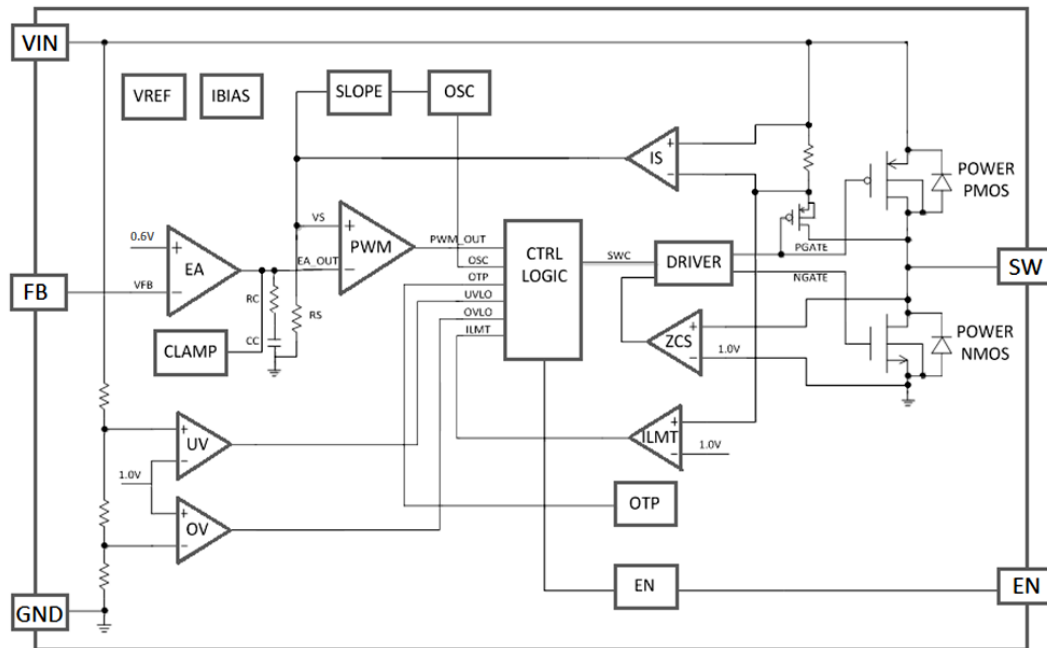 VIN
VREF
IBIAS
SLOPE
OSC
+
IS
−
POWER
PMOS
0.6V
+
EA
−
VFB
FB
VS
+
PWM
−
EA_OUT
PWM_OUT
OSC
OTP
UVLO
OVLO
ILMT
CTRL
LOGIC
SWC
DRIVER
PGATE
NGATE
SW
RC
CC
RS
CLAMP
+
ZCS
−
1.0V
POWER
NMOS
+
UV
−
1.0V
+
OV
−
+
ILMT
−
1.0V
OTP
EN
EN
GND